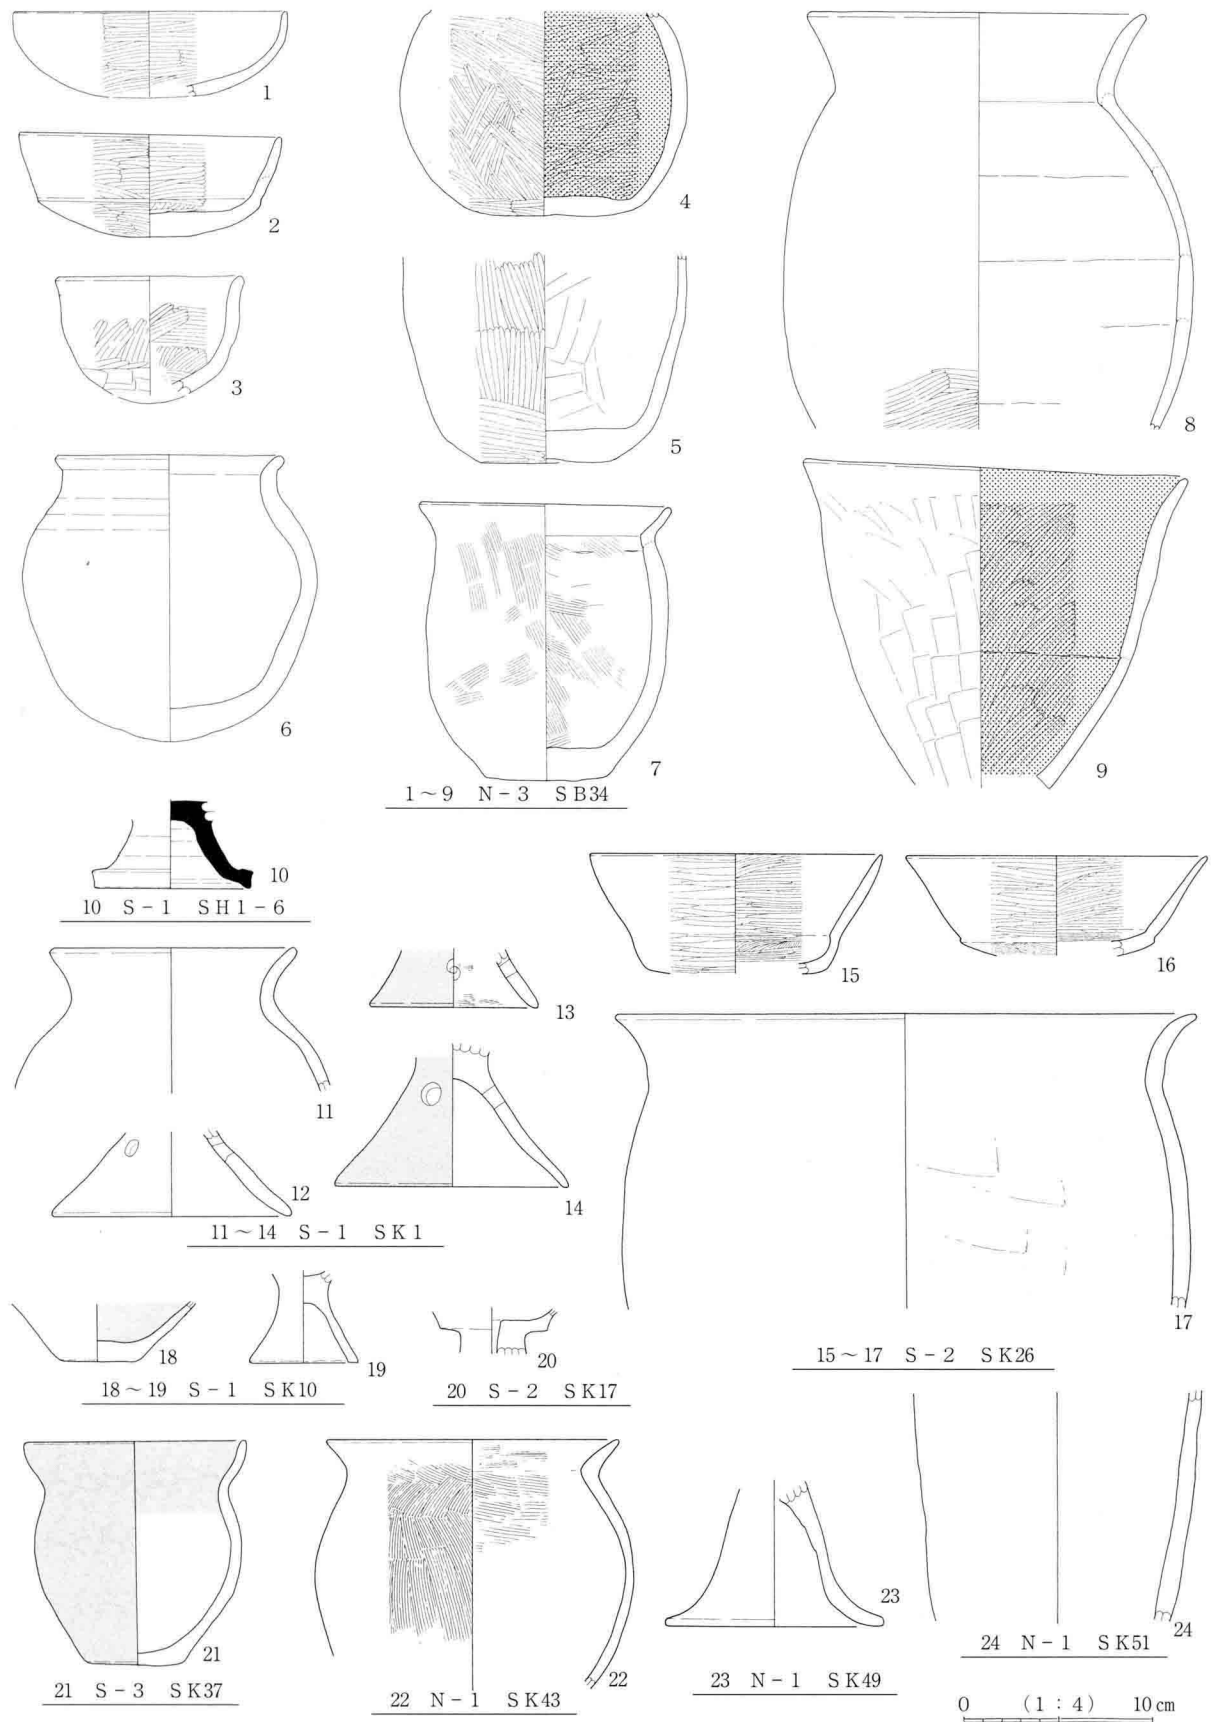 1
2
3
4
5
6
7
8
9
1～9 N-3 SB34
10
10 S-1 SH1-6
11
12
13
14
11～14 S-1 SK1
15
16
17
15～17 S-2 SK26
18
19
18～19 S-1 SK10
20
20 S-2 SK17
21
21 S-3 SK37
22
22 N-1 SK43
23
23 N-1 SK49
24
24 N-1 SK51
0 (1:4) 10cm